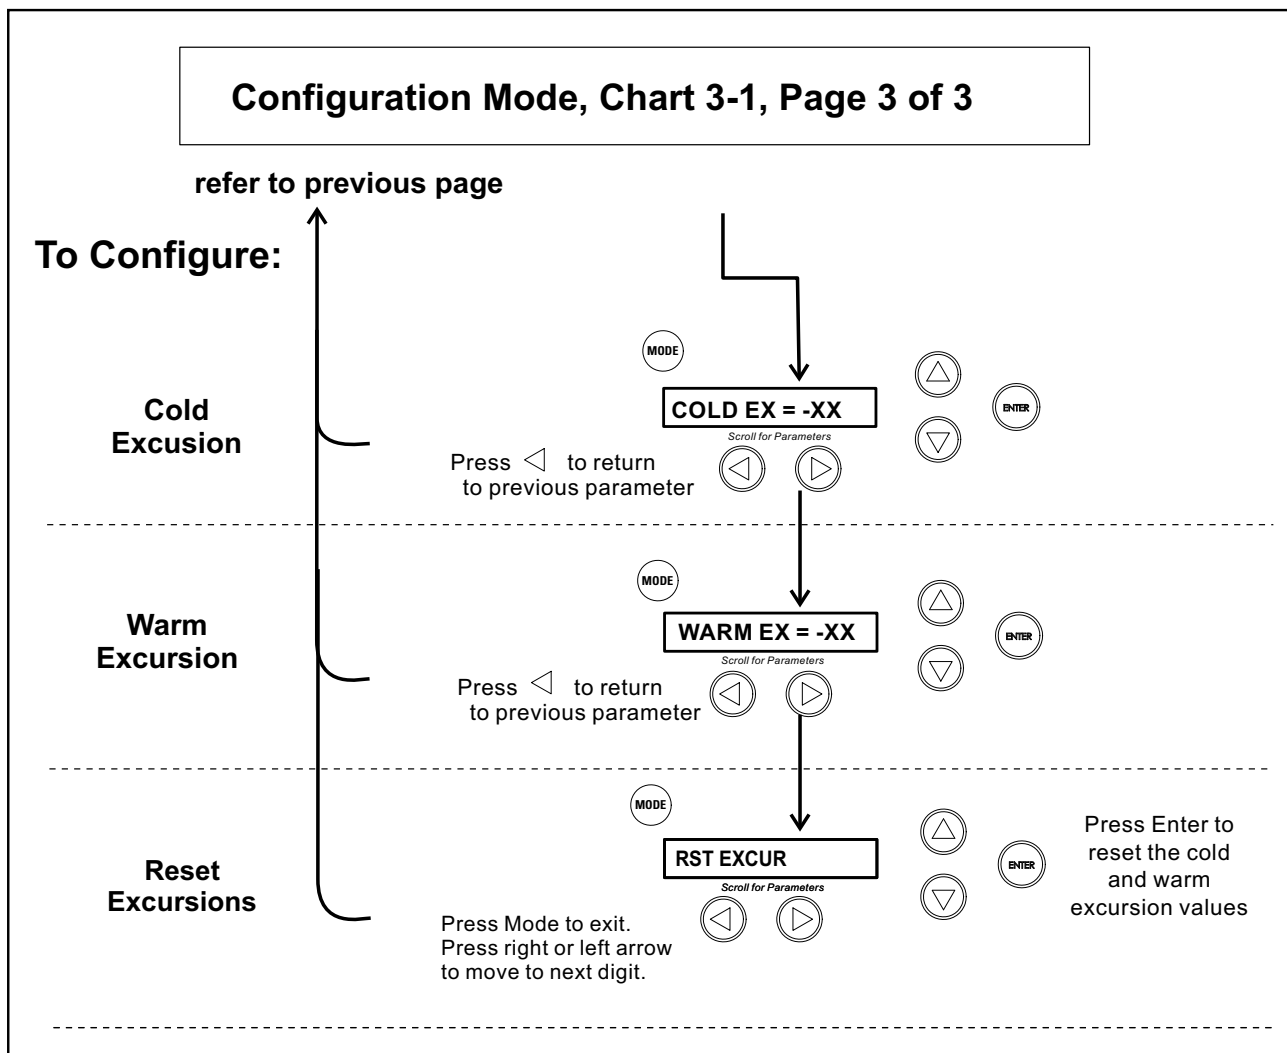 Configuration Mode, Chart 3-1, Page 3 of 3
refer to previous page
To Configure:
MODE
Cold
Excusion
COLD EX = -XX
ENTER
Scroll for Parameters
Press to return
to previous parameter
MODE
Warm
Excursion
WARM EX = -XX
ENTER
Scroll for Parameters
Press to return
to previous parameter
MODE
Reset
Excursions
RST EXCUR
ENTER
Scroll for Parameters
Press Enter to
reset the cold
and warm
excursion values
Press Mode to exit.
Press right or left arrow
to move to next digit.